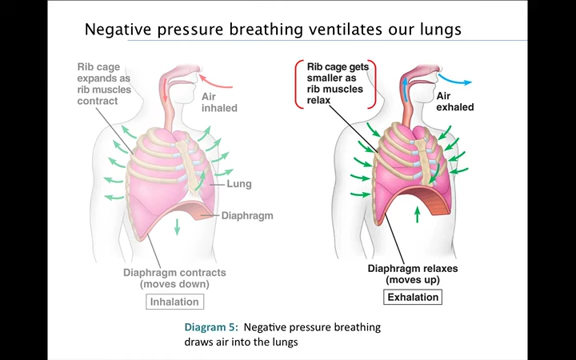 Negative pressure breathing ventilates our lungs
Rib cage
expands as
rib muscles
contract
Air
inhaled
Lung
Diaphragm
Diaphragm contracts
(moves down)
Inhalation
Rib cage gets
smaller as
rib muscles
relax
Air
exhaled
Diaphragm relaxes
(moves up)
Exhalation
Diagram 5: Negative pressure breathing
draws air into the lungs